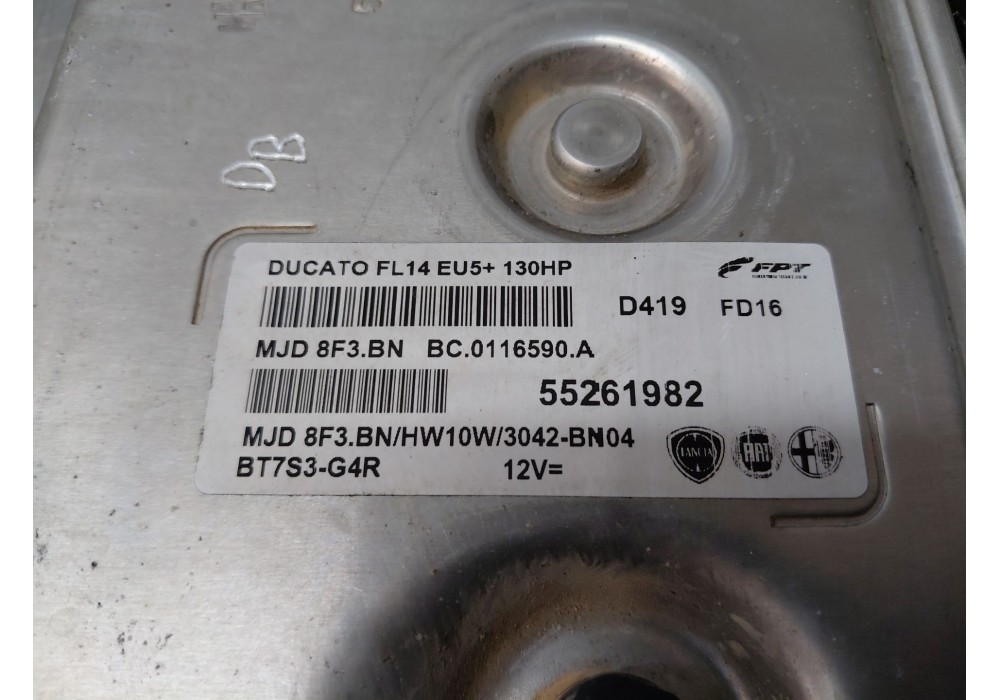 DB
DUCATO FL14 EU5+ 130HP
FPT
D419 FD16
MJD 8F3.BN BC.0116590.A
55261982
MJD 8F3.BN/HW10W/3042-BN04
LANCIA FIAT
BT7S3-G4R 12V=